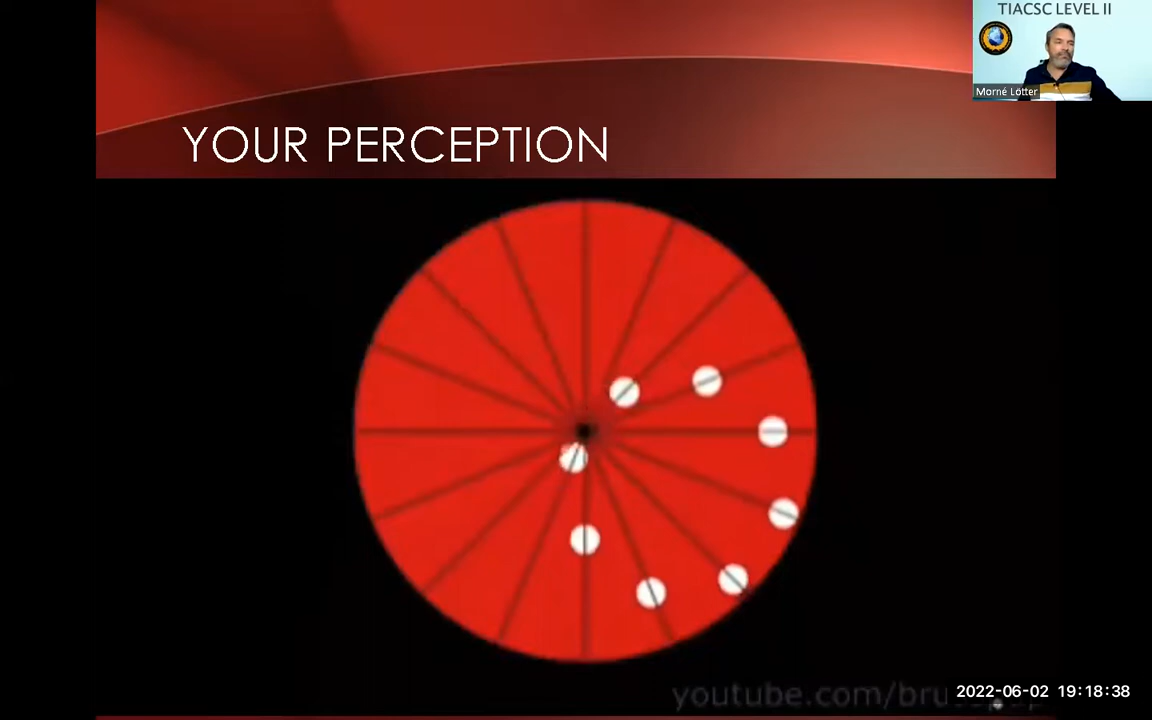 TIACSC LEVEL II
Morné Lötter
YOUR PERCEPTION
youtube.com/bru
2022-06-02 19:18:38